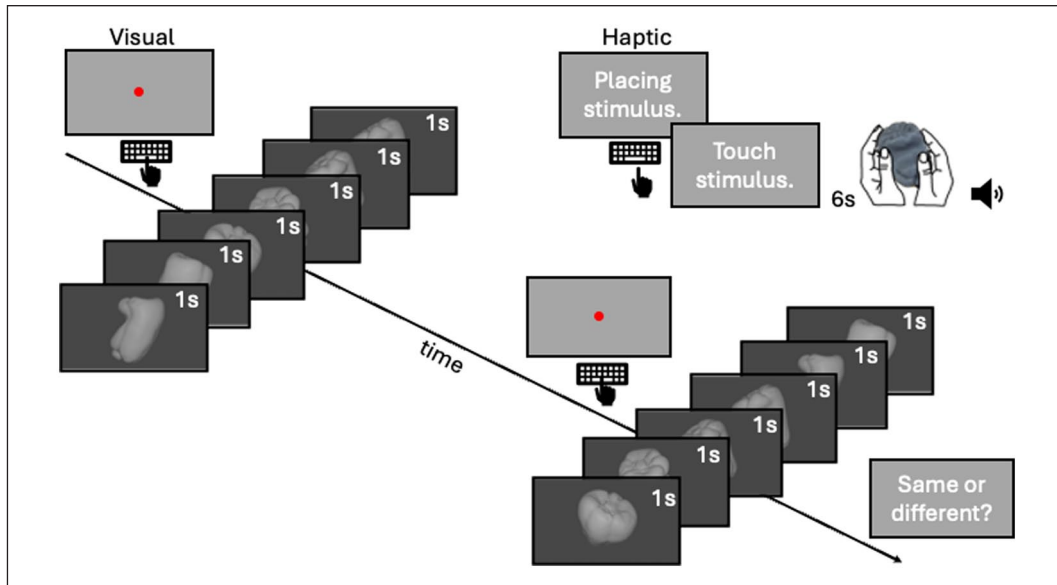 Visual
1s
1s
1s
1s
1s
1s
Haptic
Placing
stimulus.
Touch
stimulus.
6s
time
1s
1s
1s
1s
1s
1s
Same or
different?